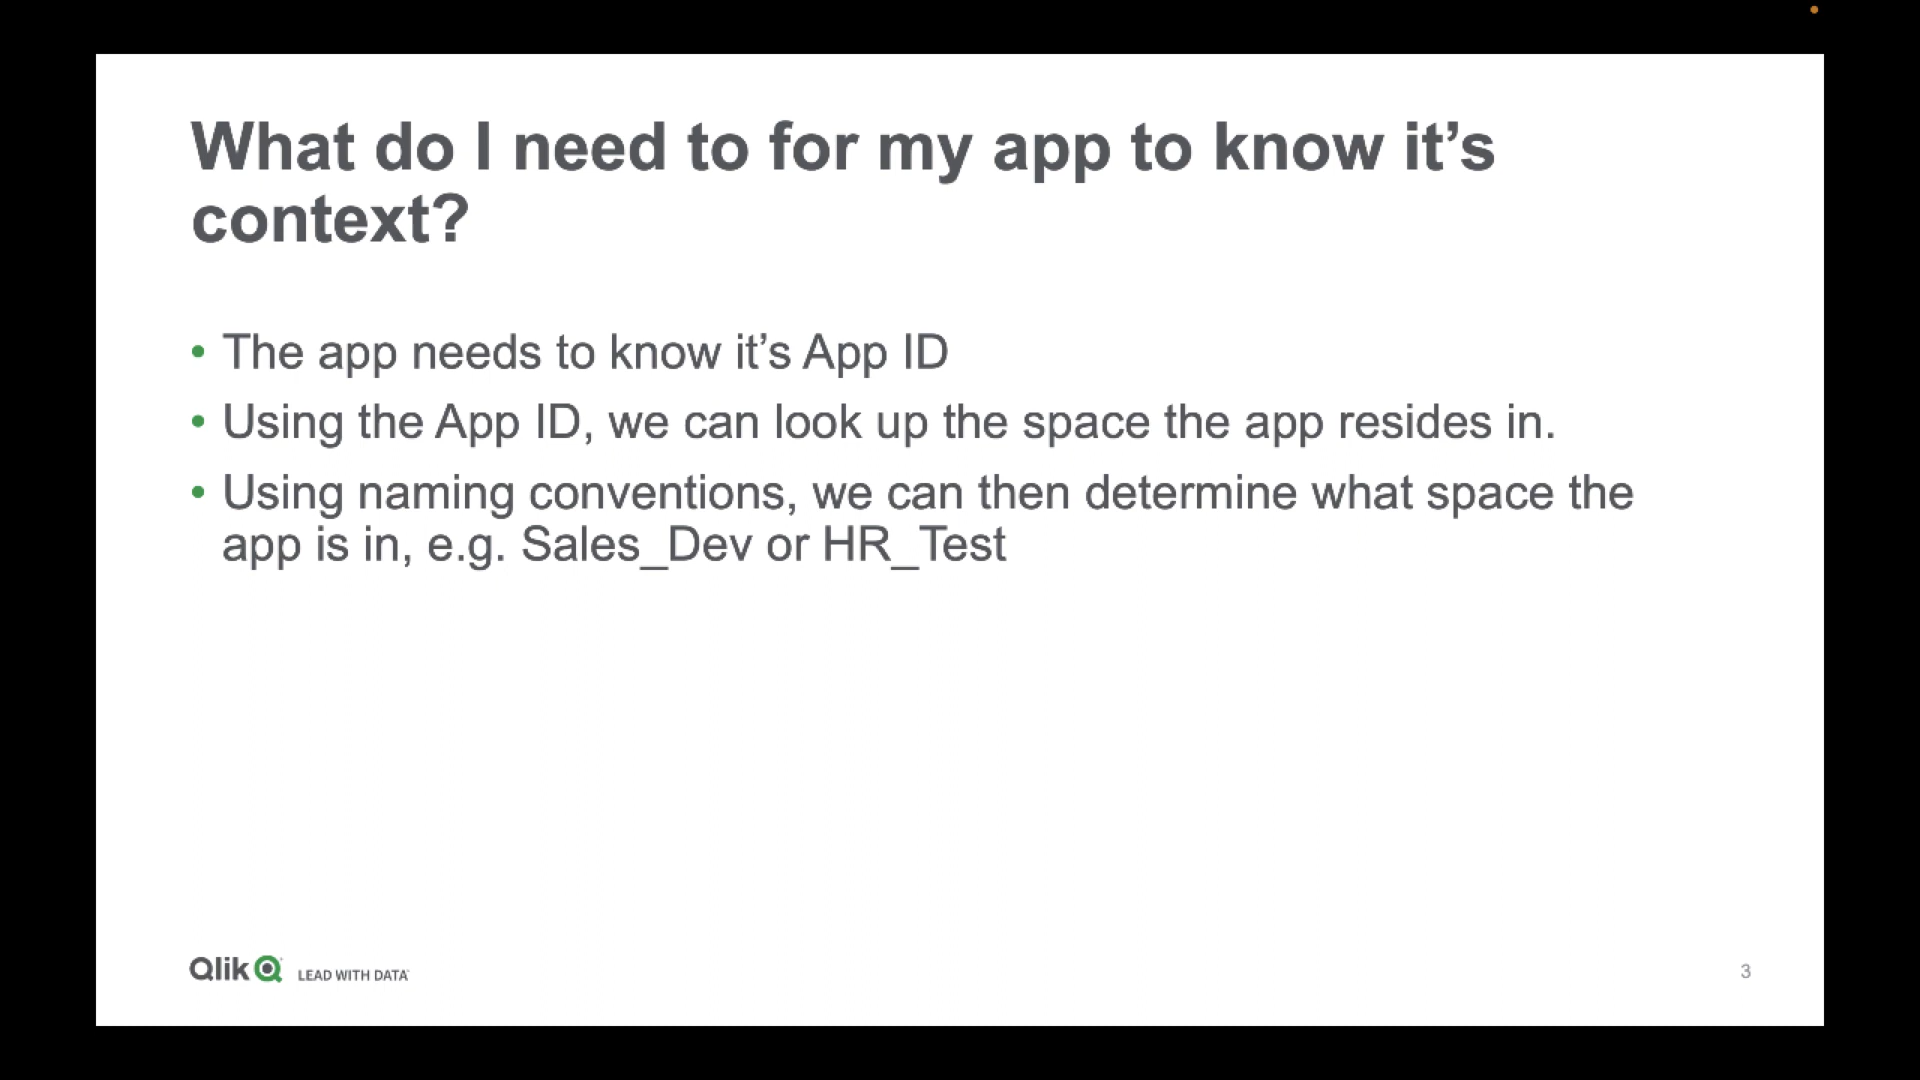 What do I need to for my app to know it’s
context?
• The app needs to know it’s App ID
• Using the App ID, we can look up the space the app resides in.
• Using naming conventions, we can then determine what space the
app is in, e.g. Sales_Dev or HR_Test
Qlik LEAD WITH DATA
3